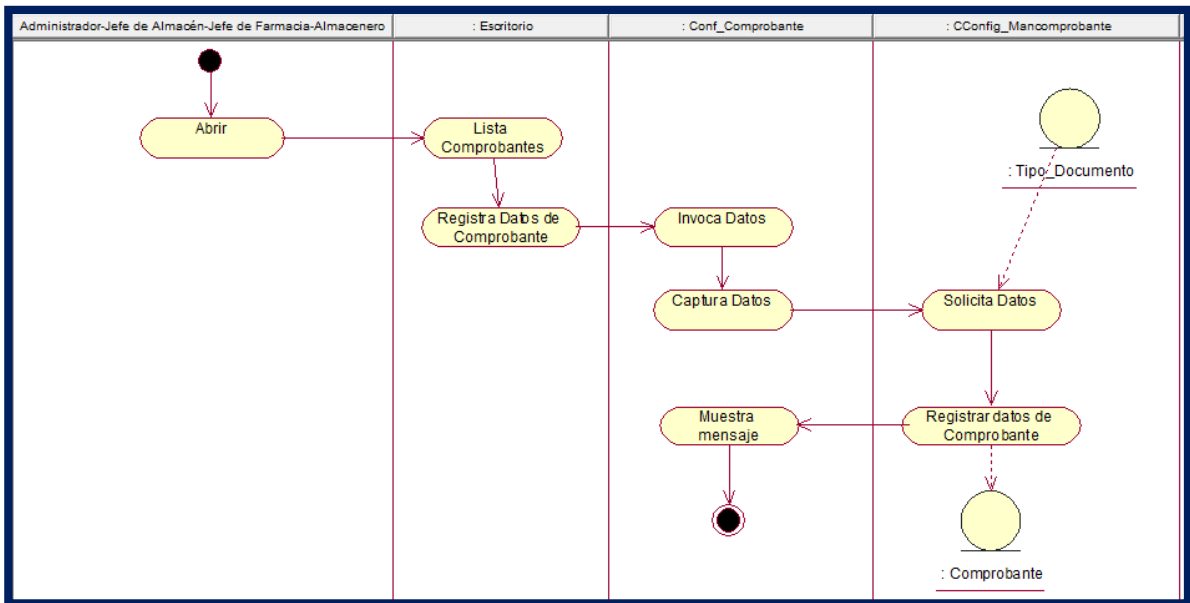 Administrador-Jefe de Almacén-Jefe de Farmacia-Almacenero
: Escritorio
: Conf_Comprobante
: CConfig_Mancomprobante
Abrir
Lista
Comprobantes
: Tipo_Documento
Registra Datos de
Comprobante
Invoca Datos
Captura Datos
Solicita Datos
Muestra
mensaje
Registrar datos de
Comprobante
: Comprobante